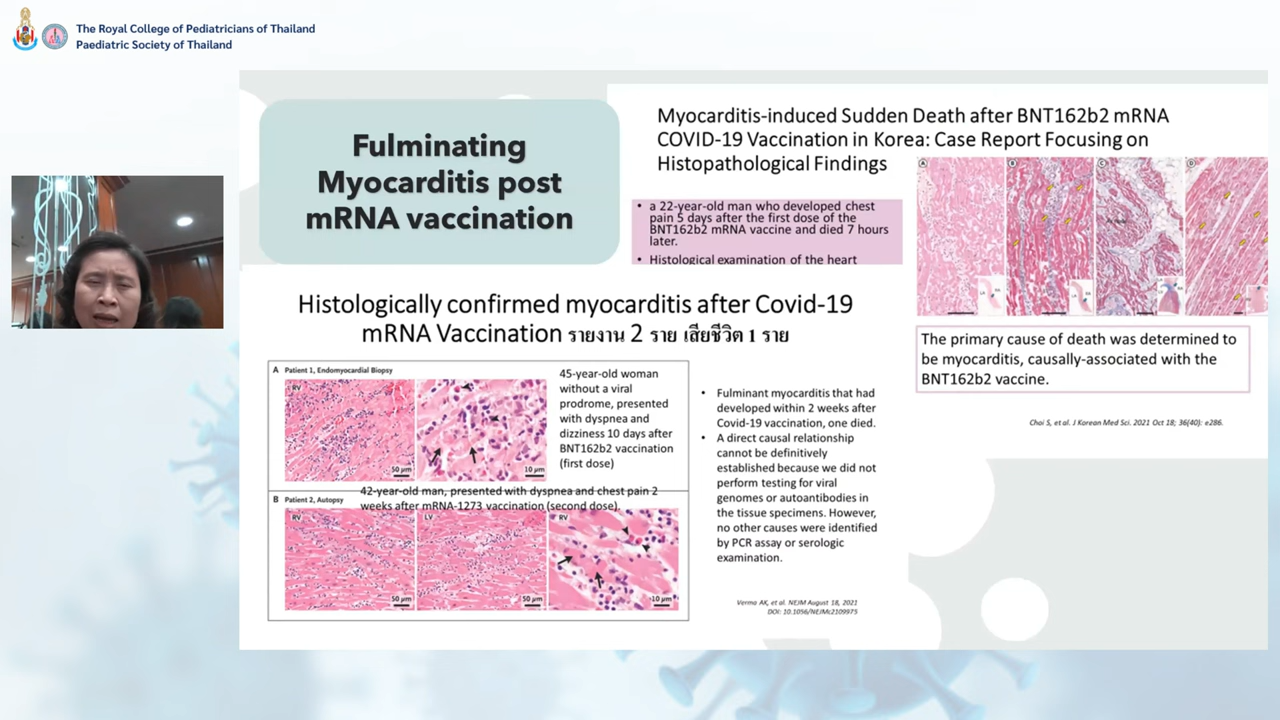 The Royal College of Pediatricians of Thailand
Paediatric Society of Thailand
Fulminating
Myocarditis post
mRNA vaccination
Myocarditis-induced Sudden Death after BNT162b2 mRNA
COVID-19 Vaccination in Korea: Case Report Focusing on
Histopathological Findings
• a 22-year-old man who developed chest
pain 5 days after the first dose of the
BNT162b2 mRNA vaccine and died 7 hours
later.
• Histological examination of the heart
A
B
C
D
The primary cause of death was determined to
be myocarditis, causally-associated with the
BNT162b2 vaccine.
Choi S, et al. J Korean Med Sci. 2021 Oct 18; 36(40): e286.
Histologically confirmed myocarditis after Covid-19
mRNA Vaccination รายงาน 2 ราย เสียชีวิต 1 ราย
A Patient 1, Endomyocardial Biopsy
RV
50 µm
10 µm
45-year-old woman
without a viral
prodrome, presented
with dyspnea and
dizziness 10 days after
BNT162b2 vaccination
(first dose)
B Patient 2, Autopsy
42-year-old man, presented with dyspnea and chest pain 2
weeks after mRNA-1273 vaccination (second dose).
RV
LV
RV
50 µm
50 µm
10 µm
• Fulminant myocarditis that had
developed within 2 weeks after
Covid-19 vaccination, one died.
• A direct causal relationship
cannot be definitively
established because we did not
perform testing for viral
genomes or autoantibodies in
the tissue specimens. However,
no other causes were identified
by PCR assay or serologic
examination.
Verma AK, et al. NEJM August 18, 2021
DOI: 10.1056/NEJMc2109975